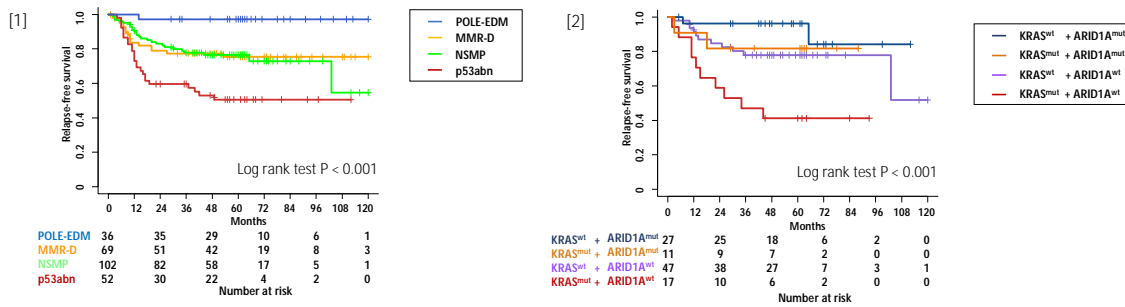 [1]
Relapse-free survival
1.0
0.8
0.6
0.4
0.2
0
Log rank test P < 0.001
0 12 24 36 48 60 72 84 96 108 120
Months
POLE-EDM 36 35 29 10 6 1
MMR-D 69 51 42 19 8 3
NSMP 102 82 58 17 5 1
p53abn 52 30 22 4 2 0
Number at risk
POLE-EDM
MMR-D
NSMP
p53abn
[2]
Relapse-free survival
1.0
0.8
0.6
0.4
0.2
0
Log rank test P < 0.001
0 12 24 36 48 60 72 84 96 108 120
Months
KRASwt + ARID1Amut 27 25 18 6 2 0
KRASmut + ARID1Amut 11 9 7 2 0 0
KRASwt + ARID1Awt 47 38 27 7 3 1
KRASmut + ARID1Awt 17 10 6 2 0 0
Number at risk
KRASwt + ARID1Amut
KRASmut + ARID1Amut
KRASwt + ARID1Awt
KRASmut + ARID1Awt